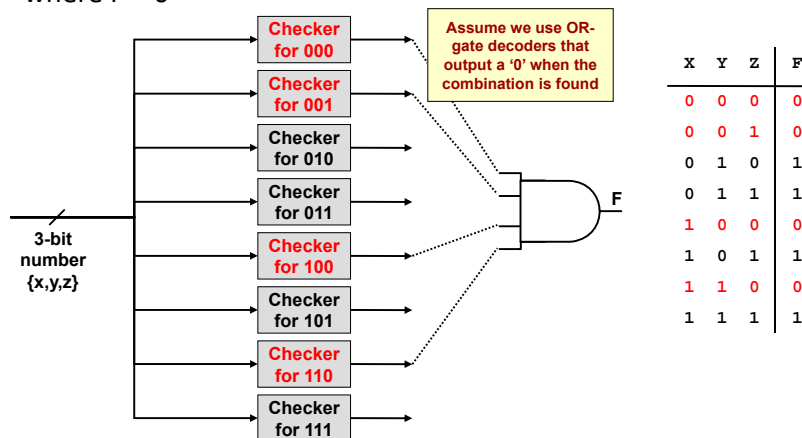 Checker
for 000
Checker
for 001
Checker
for 010
Checker
for 011
Checker
for 100
Checker
for 101
Checker
for 110
Checker
for 111
3-bit
number
{x,y,z}
Assume we use OR-
gate decoders that
output a ‘0’ when the
combination is found
F
X Y Z F
0 0 0 0
0 0 1 0
0 1 0 1
0 1 1 1
1 0 0 0
1 0 1 1
1 1 0 0
1 1 1 1